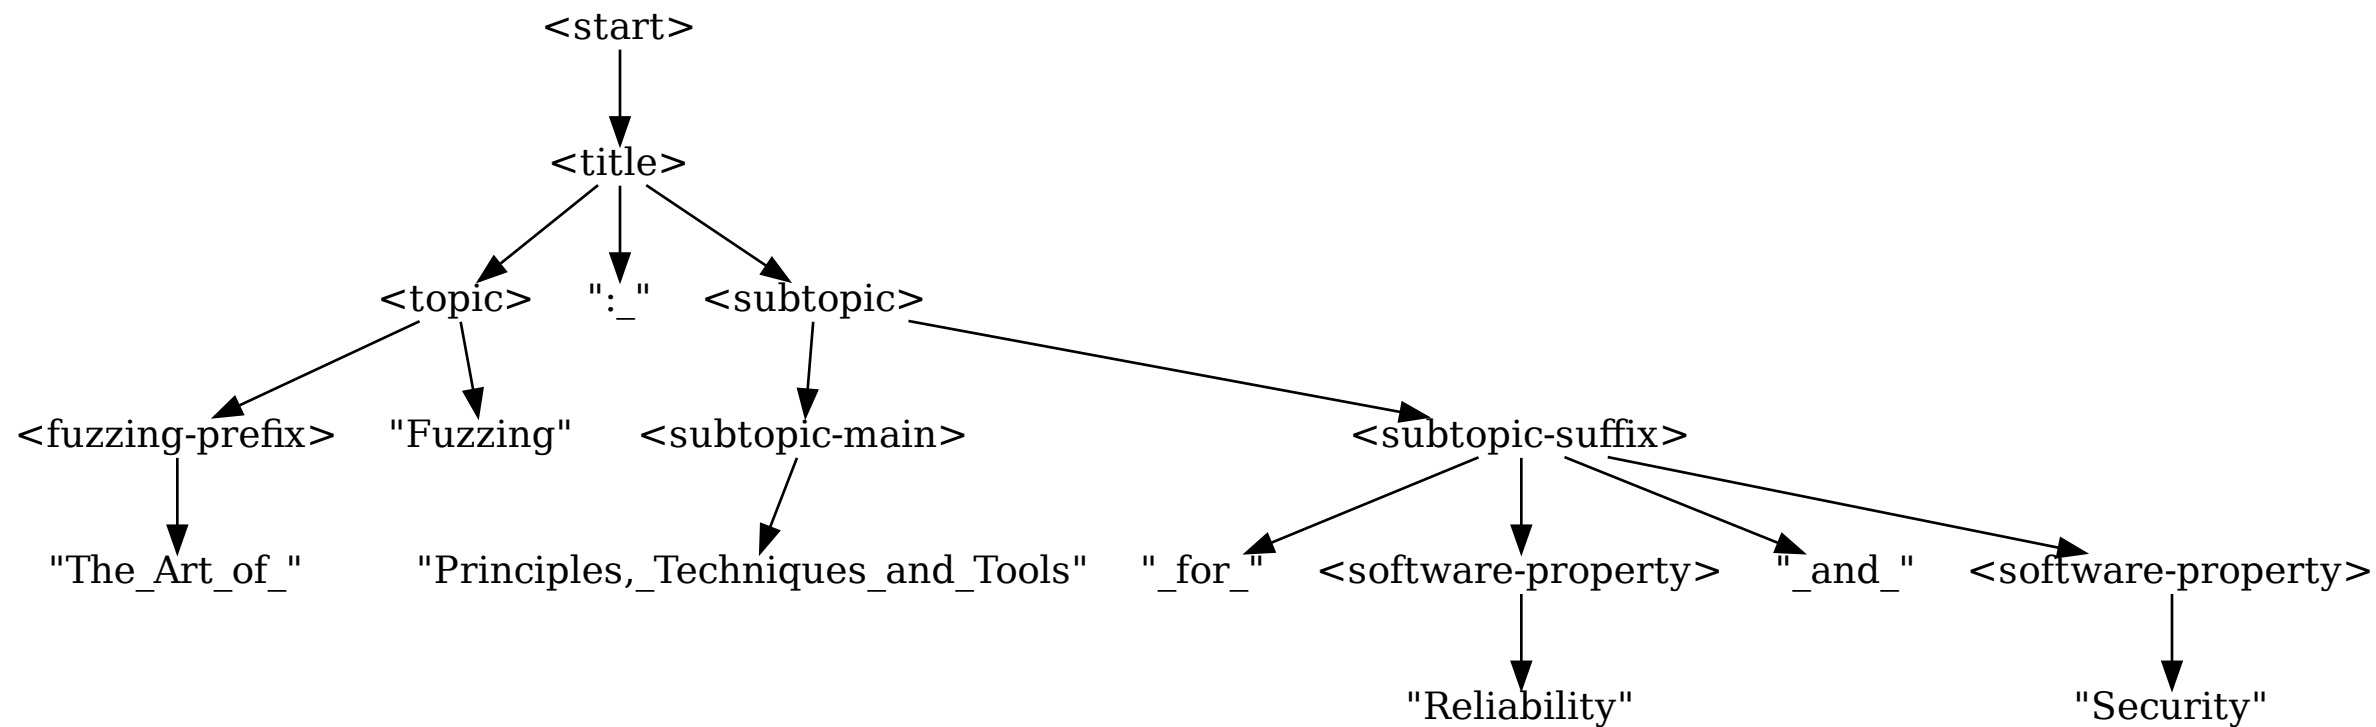 <start>
<title>
<topic> ":_" <subtopic>
<fuzzing-prefix> "Fuzzing" <subtopic-main> <subtopic-suffix>
"The_Art_of_" "Principles,_Techniques_and_Tools" "_for_" <software-property> "_and_" <software-property>
"Reliability" "Security"